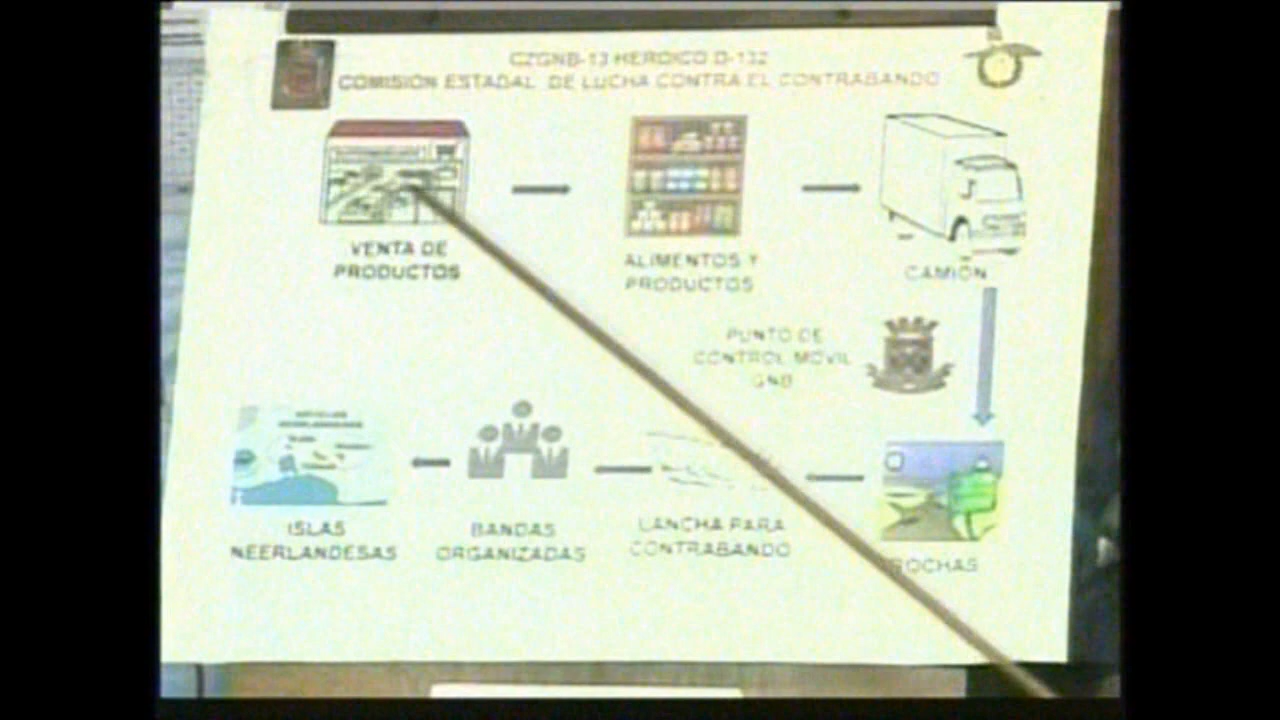 CZGNB-13 HEROICO D-132
COMISION ESTADAL DE LUCHA CONTRA EL CONTRABANDO
VENTA DE
PRODUCTOS
ALIMENTOS Y
PRODUCTOS
CAMION
PUNTO DE
CONTROL MOVIL
GNB
ISLAS
NEERLANDESAS
BANDAS
ORGANIZADAS
LANCHA PARA
CONTRABANDO